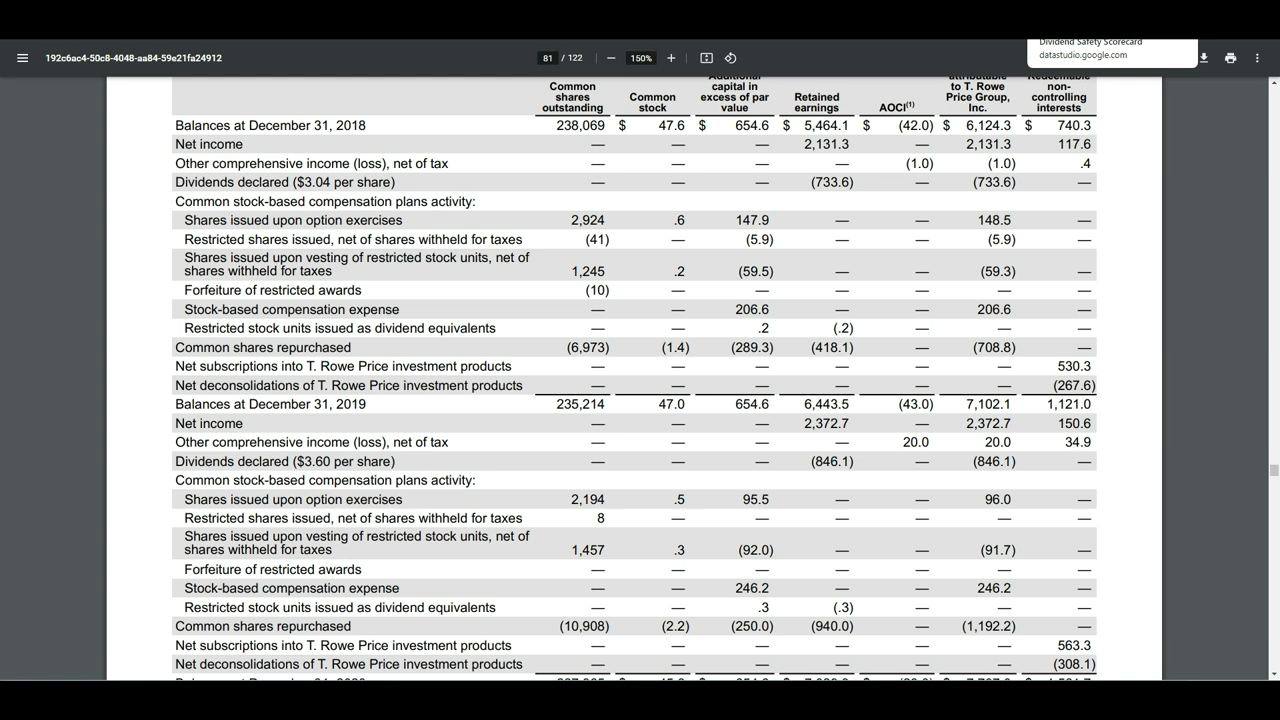 Dividend Safety Scorecard
datastudio.google.com
192c6ac4-50c8-4048-aa84-59e21fa24912 81 / 122 150%
Common shares outstanding Common stock Additional capital in excess of par value Retained earnings AOCI(1) attributable to T. Rowe Price Group, Inc. Redeemable non-controlling interests
Balances at December 31, 2018 238,069 $ 47.6 $ 654.6 $ 5,464.1 $ (42.0) $ 6,124.3 $ 740.3
Net income — — — 2,131.3 — 2,131.3 117.6
Other comprehensive income (loss), net of tax — — — — (1.0) (1.0) .4
Dividends declared ($3.04 per share) — — — (733.6) — (733.6) —
Common stock-based compensation plans activity:
Shares issued upon option exercises 2,924 .6 147.9 — — 148.5 —
Restricted shares issued, net of shares withheld for taxes (41) — (5.9) — — (5.9) —
Shares issued upon vesting of restricted stock units, net of
shares withheld for taxes 1,245 .2 (59.5) — — (59.3) —
Forfeiture of restricted awards (10) — — — — — —
Stock-based compensation expense — — 206.6 — — 206.6 —
Restricted stock units issued as dividend equivalents — — .2 (.2) — — —
Common shares repurchased (6,973) (1.4) (289.3) (418.1) — (708.8) —
Net subscriptions into T. Rowe Price investment products — — — — — — 530.3
Net deconsolidations of T. Rowe Price investment products — — — — — — (267.6)
Balances at December 31, 2019 235,214 47.0 654.6 6,443.5 (43.0) 7,102.1 1,121.0
Net income — — — 2,372.7 — 2,372.7 150.6
Other comprehensive income (loss), net of tax — — — — 20.0 20.0 34.9
Dividends declared ($3.60 per share) — — — (846.1) — (846.1) —
Common stock-based compensation plans activity:
Shares issued upon option exercises 2,194 .5 95.5 — — 96.0 —
Restricted shares issued, net of shares withheld for taxes 8 — — — — — —
Shares issued upon vesting of restricted stock units, net of
shares withheld for taxes 1,457 .3 (92.0) — — (91.7) —
Forfeiture of restricted awards — — — — — — —
Stock-based compensation expense — — 246.2 — — 246.2 —
Restricted stock units issued as dividend equivalents — — .3 (.3) — — —
Common shares repurchased (10,908) (2.2) (250.0) (940.0) — (1,192.2) —
Net subscriptions into T. Rowe Price investment products — — — — — — 563.3
Net deconsolidations of T. Rowe Price investment products — — — — — — (308.1)